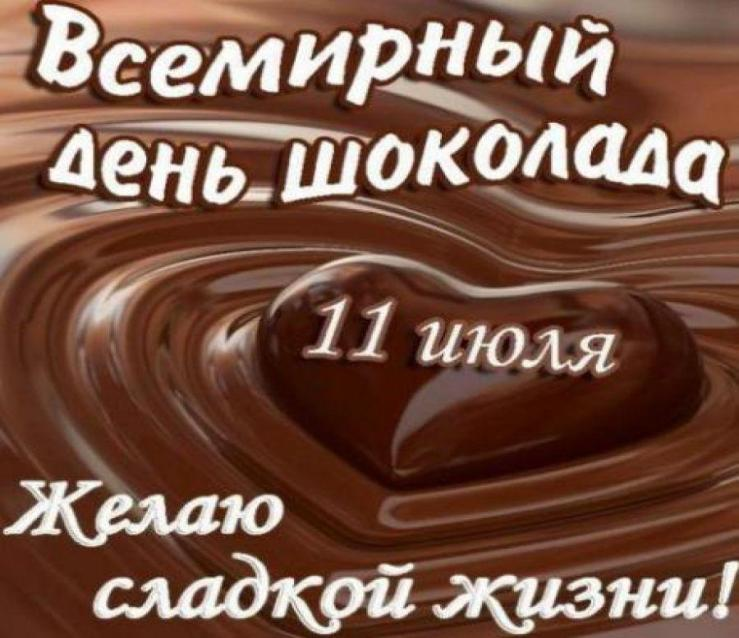 Всемирный
день шоколада
11 июля
Желаю
сладкой жизни!